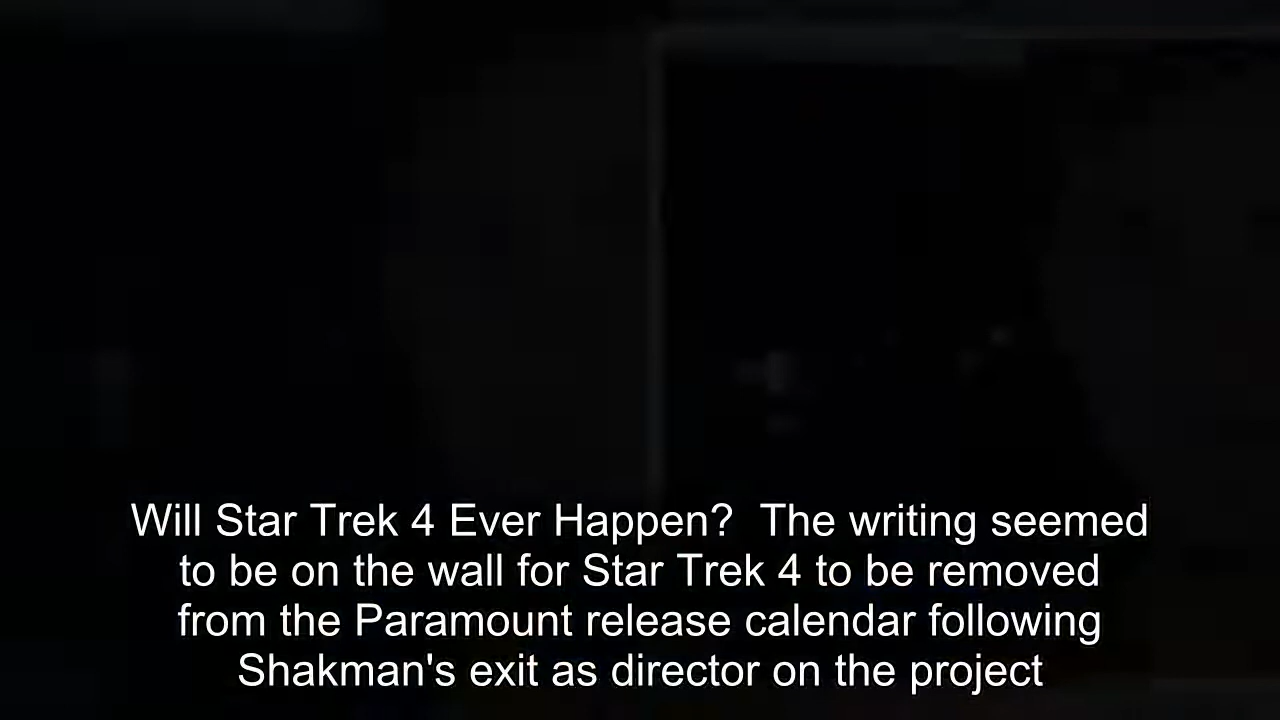 Will Star Trek 4 Ever Happen?  The writing seemed
to be on the wall for Star Trek 4 to be removed
from the Paramount release calendar following
Shakman's exit as director on the project